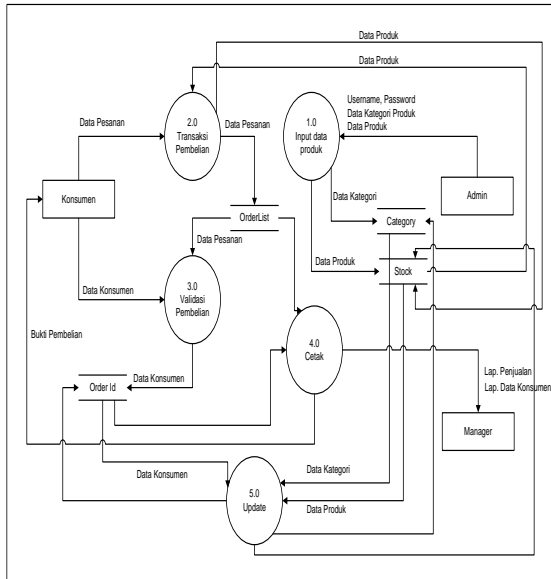 Data Produk
Data Produk
Username, Password
Data Kategori Produk
Data Produk
2.0
Transaksi
Pembelian
1.0
Input data
produk
Data Pesanan
Data Pesanan
Data Kategori
Admin
Konsumen
OrderList
Category
Data Pesanan
Stock
Data Produk
3.0
Validasi
Pembelian
Data Konsumen
Bukti Pembelian
4.0
Cetak
Lap. Penjualan
Lap. Data Konsumen
Data Konsumen
Order Id
Manager
Data Kategori
Data Konsumen
5.0
Update
Data Produk